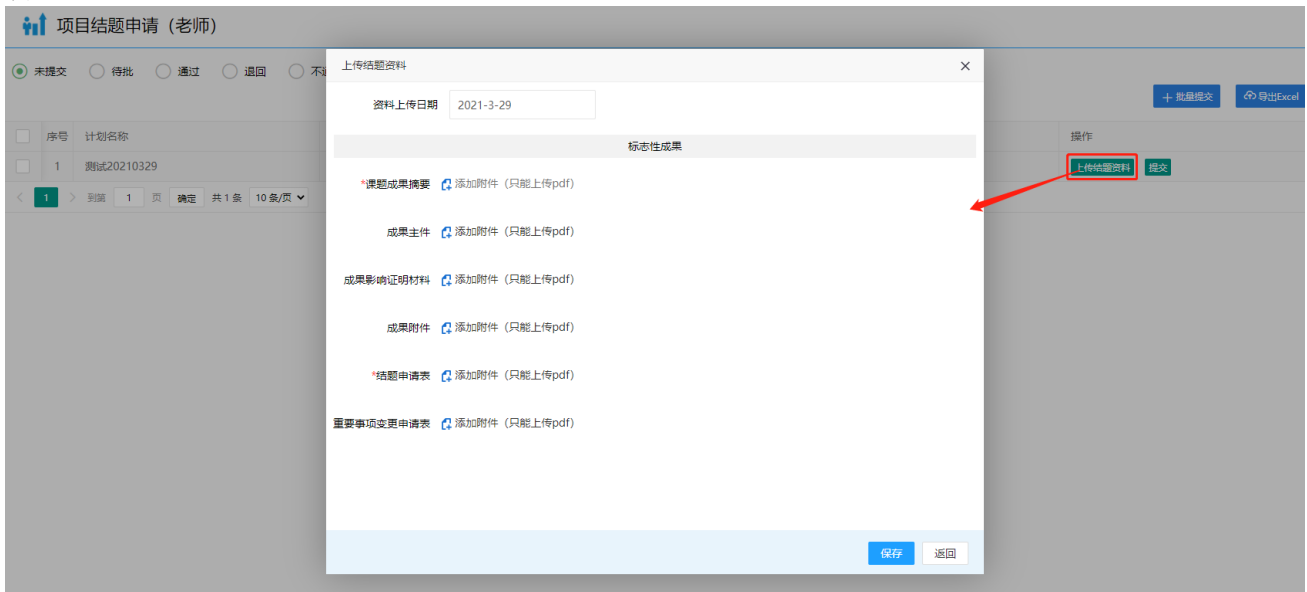 项目结题申请（老师）
未提交 待批 通过 退回
上传结题资料
资料上传日期 2021-3-29
+ 批量提交 导出Excel
序号 计划名称 操作
标志性成果
1 测试20210329 上传结题资料 提交
*课题成果摘要 添加附件（只能上传pdf）
< 1 > 到第 1 页 确定 共 1 条 10 条/页
成果主件 添加附件（只能上传pdf）
成果影响证明材料 添加附件（只能上传pdf）
成果附件 添加附件（只能上传pdf）
*结题申请表 添加附件（只能上传pdf）
重要事项变更申请表 添加附件（只能上传pdf）
保存 返回